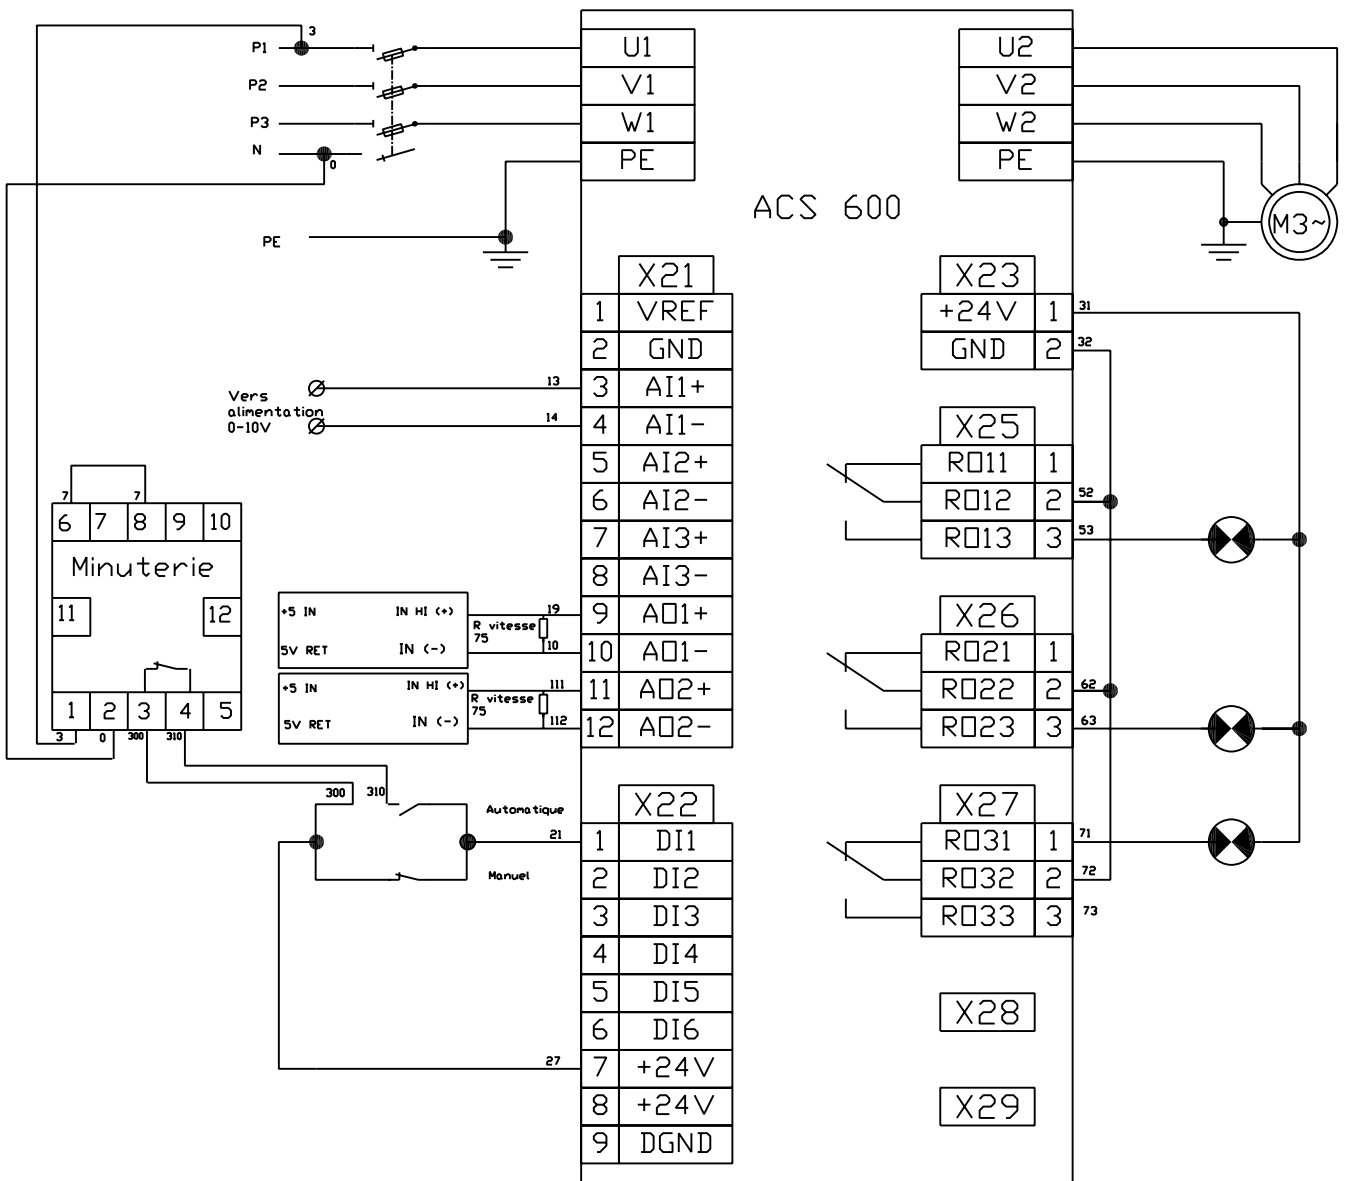 3
P1
P2
P3
N
0
PE
U1
V1
W1
PE
U2
V2
W2
PE
M3~
ACS 600
X21
1 VREF
2 GND
13 3 AI1+
14 4 AI1-
5 AI2+
6 AI2-
7 AI3+
8 AI3-
19 9 AO1+
10 10 AO1-
111 11 AO2+
112 12 AO2-
Vers
alimentation
0-10V
7 7
6 7 8 9 10
Minuterie
11 12
1 2 3 4 5
3 0 300 310
+5 IN IN HI (+)
5V RET IN (-)
R vitesse
75
+5 IN IN HI (+)
5V RET IN (-)
R vitesse
75
300 310
Automatique
Manuel
X22
21 1 DI1
2 DI2
3 DI3
4 DI4
5 DI5
6 DI6
27 7 +24V
8 +24V
9 DGND
X23
+24V 1 31
GND 2 32
X25
RO11 1
RO12 2 52
RO13 3 53
X26
RO21 1
RO22 2 62
RO23 3 63
X27
RO31 1 71
RO32 2 72
RO33 3 73
X28
X29